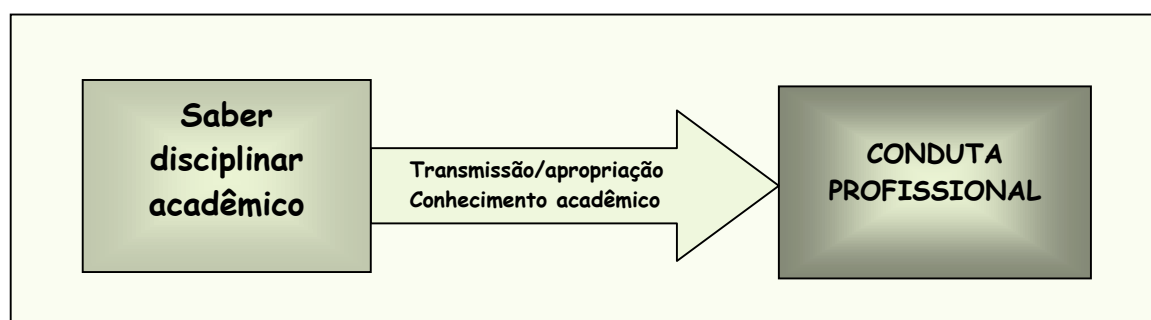 Saber
disciplinar
acadêmico
Transmissão/apropriação
Conhecimento acadêmico
CONDUTA
PROFISSIONAL